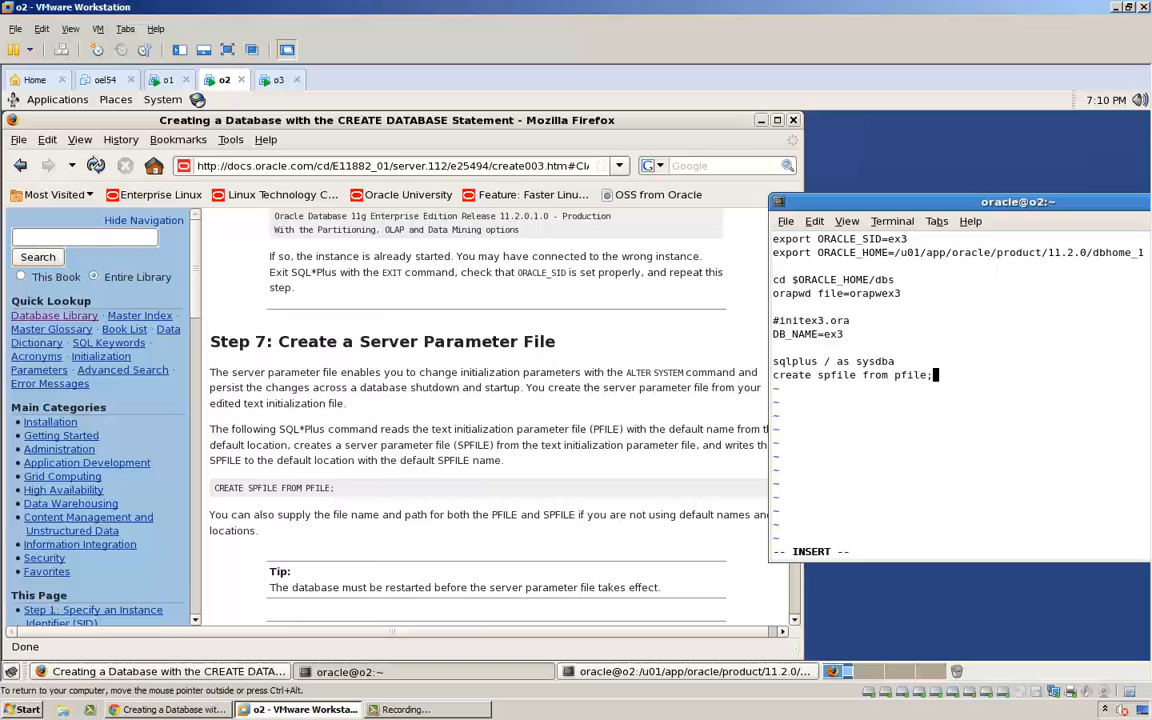 o2 - VMware Workstation
File Edit View VM Tabs Help
Home oel54 o1 o2 o3
Applications Places System 7:10 PM
Creating a Database with the CREATE DATABASE Statement - Mozilla Firefox
File Edit View History Bookmarks Tools Help
http://docs.oracle.com/cd/E11882_01/server.112/e25494/create003.htm#CI Google
Most Visited Enterprise Linux Linux Technology C... Oracle University Feature: Faster Linu... OSS from Oracle
Hide Navigation
Search
This Book Entire Library
Quick Lookup
Database Library Master Index
Master Glossary Book List Data
Dictionary SQL Keywords
Acronyms Initialization
Parameters Advanced Search
Error Messages
Main Categories
Installation
Getting Started
Administration
Application Development
Grid Computing
High Availability
Data Warehousing
Content Management and
Unstructured Data
Information Integration
Security
Favorites
This Page
Step 1: Specify an Instance
Identifier (SID)
Oracle Database 11g Enterprise Edition Release 11.2.0.1.0 - Production
With the Partitioning, OLAP and Data Mining options
If so, the instance is already started. You may have connected to the wrong instance.
Exit SQL*Plus with the EXIT command, check that ORACLE_SID is set properly, and repeat this
step.
Step 7: Create a Server Parameter File
The server parameter file enables you to change initialization parameters with the ALTER SYSTEM command and
persist the changes across a database shutdown and startup. You create the server parameter file from your
edited text initialization file.
The following SQL*Plus command reads the text initialization parameter file (PFILE) with the default name from t
default location, creates a server parameter file (SPFILE) from the text initialization parameter file, and writes th
SPFILE to the default location with the default SPFILE name.
CREATE SPFILE FROM PFILE;
You can also supply the file name and path for both the PFILE and SPFILE if you are not using default names and
locations.
Tip:
The database must be restarted before the server parameter file takes effect.
Done
oracle@o2:~
File Edit View Terminal Tabs Help
export ORACLE_SID=ex3
export ORACLE_HOME=/u01/app/oracle/product/11.2.0/dbhome_1
cd $ORACLE_HOME/dbs
orapwd file=orapwex3
#initex3.ora
DB_NAME=ex3
sqlplus / as sysdba
create spfile from pfile;
~
~
~
~
~
~
~
~
~
~
~
~
-- INSERT --
Creating a Database with the CREATE DATA... oracle@o2:~ oracle@o2:/u01/app/oracle/product/11.2.0/...
To return to your computer, move the mouse pointer outside or press Ctrl+Alt.
Start Creating a Database with... o2 - VMware Worksta... Recording...